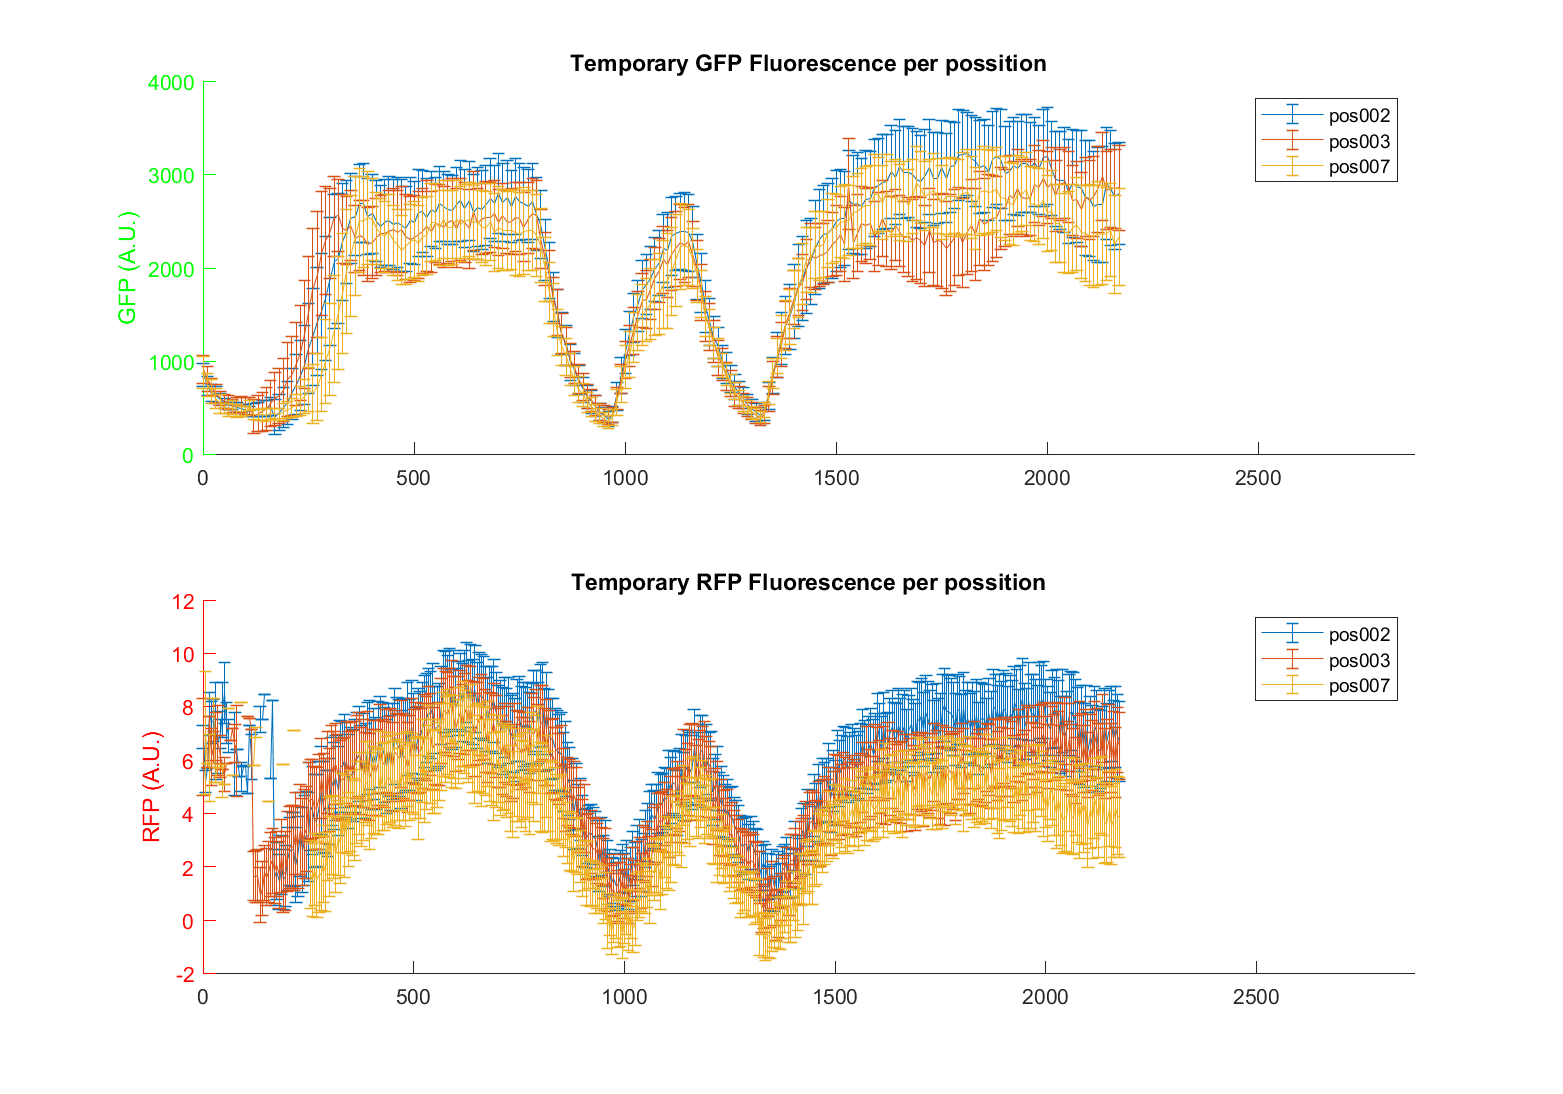 Temporary GFP Fluorescence per possition
GFP (A.U.)
4000
3000
2000
1000
0
0 500 1000 1500 2000 2500
pos002
pos003
pos007
Temporary RFP Fluorescence per possition
RFP (A.U.)
12
10
8
6
4
2
0
-2
0 500 1000 1500 2000 2500
pos002
pos003
pos007